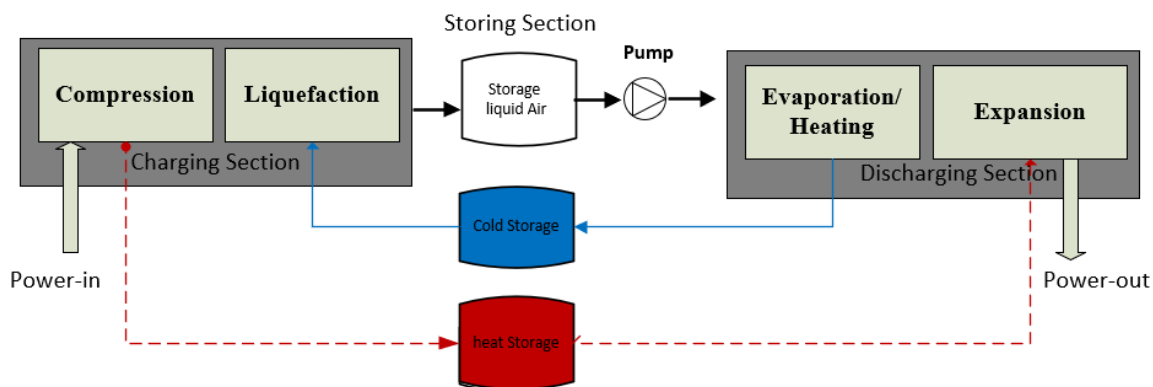 Storing Section
Pump
Compression
Liquefaction
Storage
liquid Air
Evaporation/
Heating
Expansion
Charging Section
Discharging Section
Cold Storage
Power-in
Power-out
heat Storage